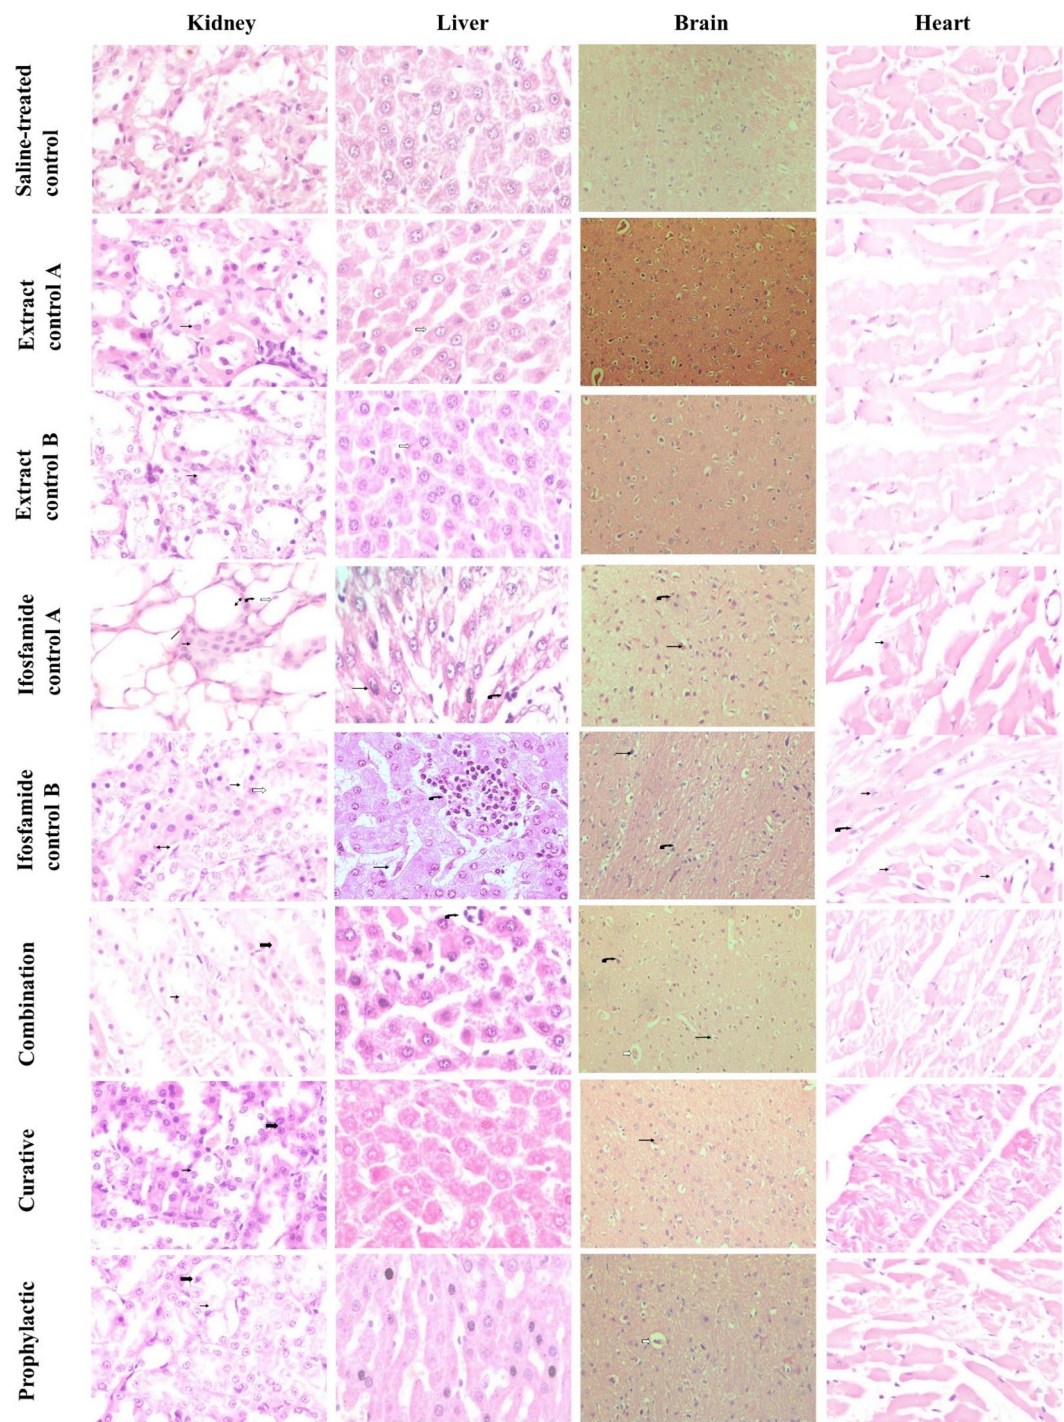 Kidney Liver Brain Heart
Saline-treated
control
Extract
control A
Extract
control B
Ifosfamide
control A
Ifosfamide
control B
Combination
Curative
Prophylactic